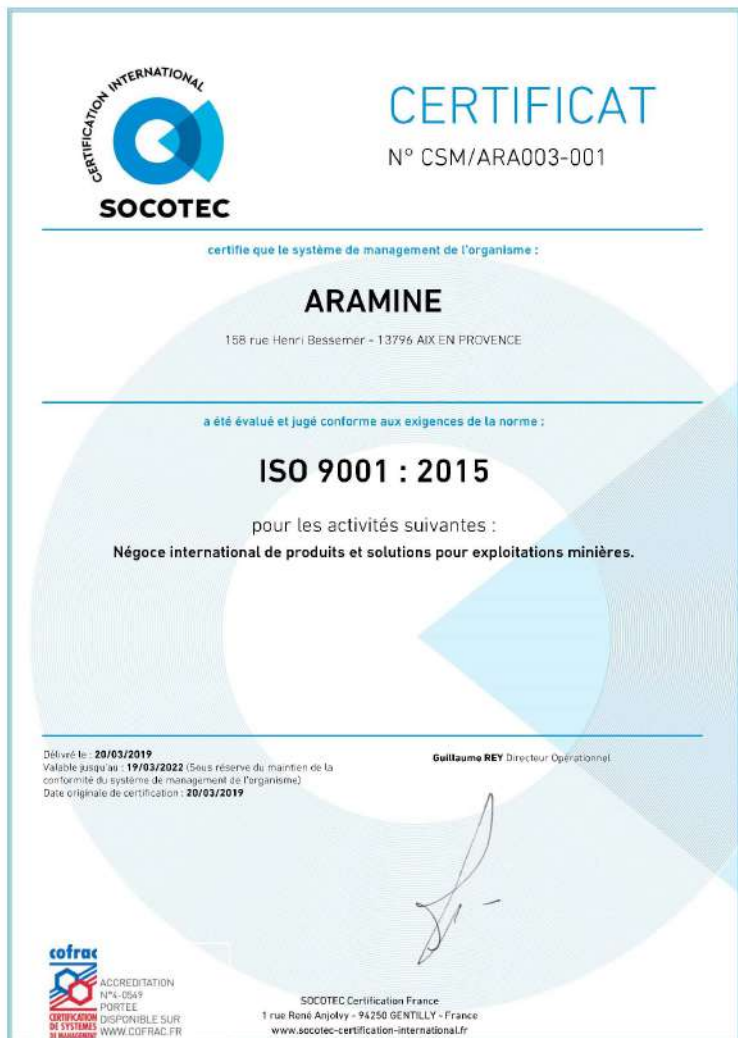 CERTIFICATION INTERNATIONAL
SOCOTEC
CERTIFICAT
N° CSM/ARA003-001
certifie que le système de management de l'organisme :
ARAMINE
158 rue Henri Bessemer - 13796 AIX EN PROVENCE
a été évalué et jugé conforme aux exigences de la norme :
ISO 9001 : 2015
pour les activités suivantes :
Négoce international de produits et solutions pour exploitations minières.
Délivré le : 20/03/2019
Valable jusqu'au : 19/03/2022 (Sous réserve du maintien de la
conformité du système de management de l'organisme)
Date originale de certification : 20/03/2019
Guillaume REY Directeur Opérationnel
cofrac
CERTIFICATION
DE SYSTEMES
DE MANAGEMENT
ACCREDITATION
N°4-0549
PORTEE
DISPONIBLE SUR
WWW.COFRAC.FR
SOCOTEC Certification France
1 rue René Anjolvy - 94250 GENTILLY - France
www.socotec-certification-international.fr